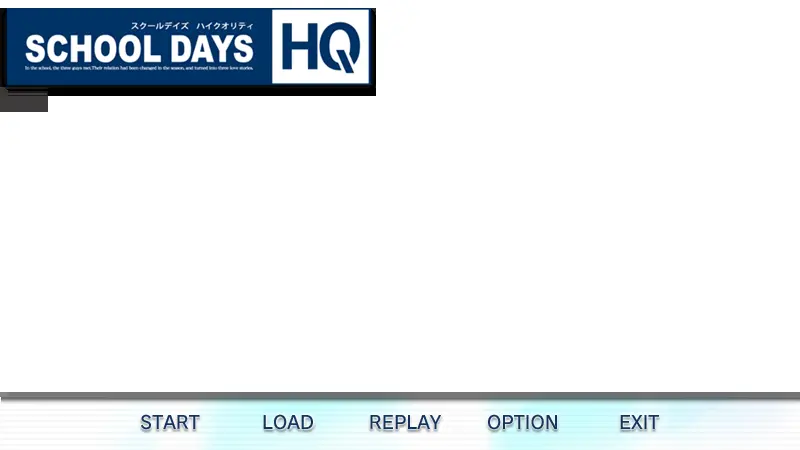 スクールデイズ ハイクオリティ
SCHOOL DAYS HQ
In the school, the three guys met.Their relation had been changed in the season, and turned into three love stories.
START LOAD REPLAY OPTION EXIT